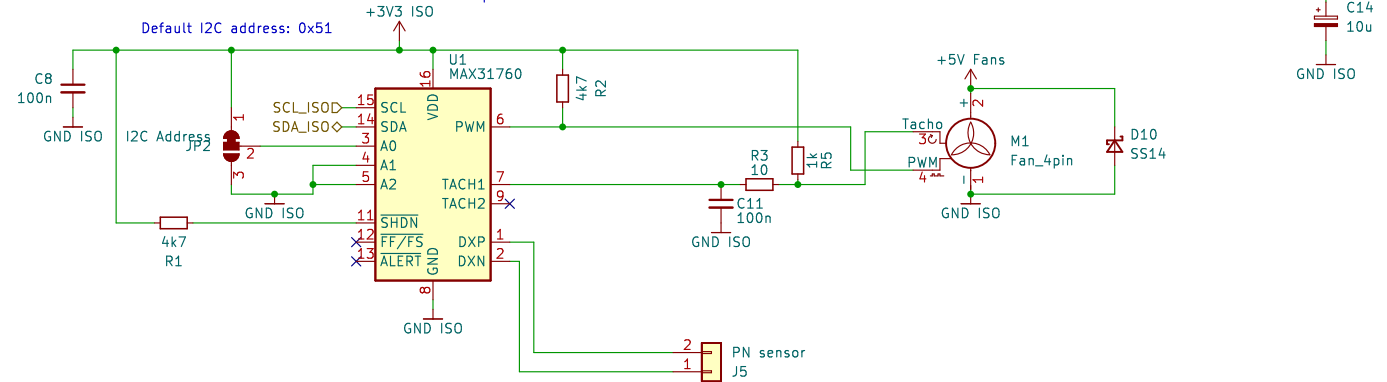 +3V3 ISO
Default I2C address: 0x51
C14
10u
GND ISO
C8
100n
GND ISO
I2C Address
JP2
1
2
3
GND ISO
4k7
R1
SCL_ISO
SDA_ISO
U1
MAX31760
16
VDD
15 SCL
14 SDA
3 A0
4 A1
5 A2
11 SHDN
12 FF/FS
13 ALERT
GND
8
GND ISO
PWM 6
TACH1 7
TACH2 9
DXP 1
DXN 2
4k7
R2
R3
10
1k
R5
C11
100n
GND ISO
+5V Fans
+
2
Tacho
3
PWM
4
-
1
M1
Fan_4pin
GND ISO
D10
SS14
2
1
PN sensor
J5